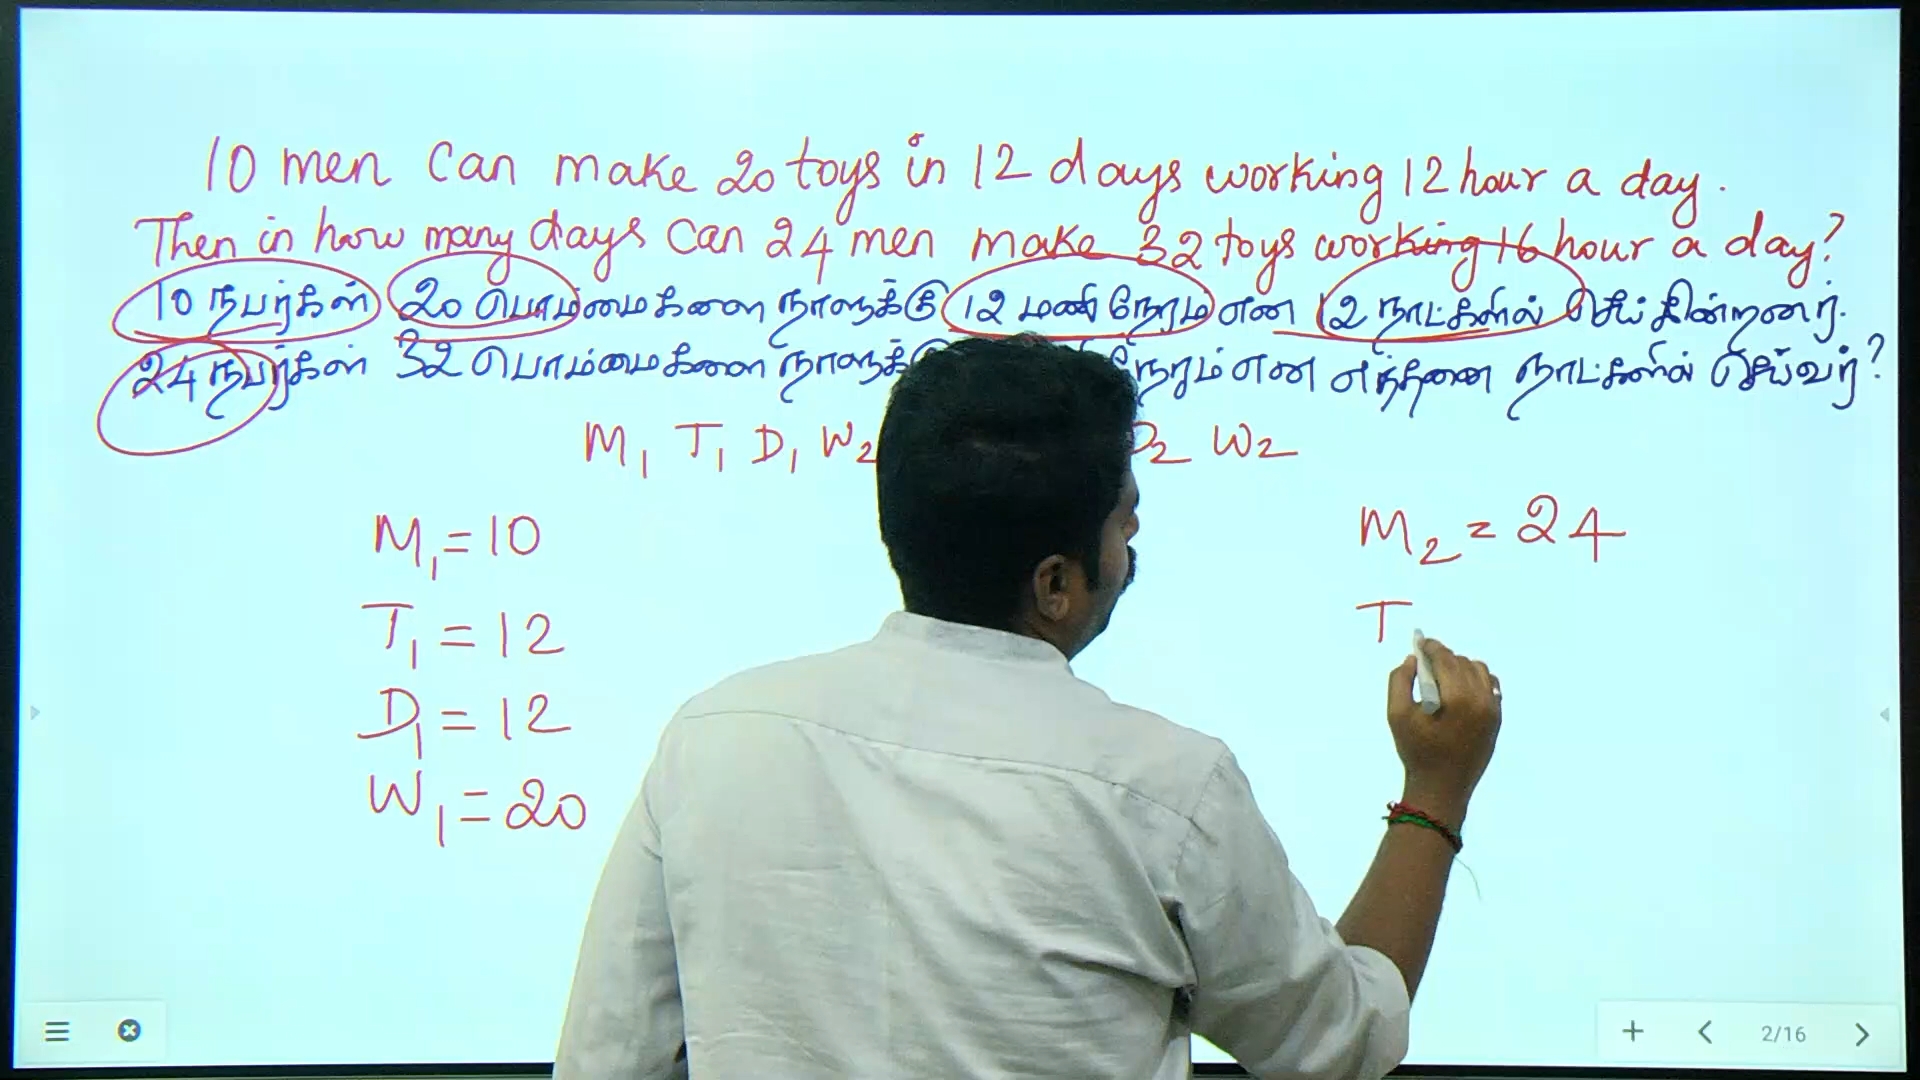 10 men can make 20 toys in 12 days working 12 hour a day.
Then in how many days can 24 men make 32 toys working 16 hour a day?
10 நபர்கள் 20 பொம்மைகளை நாளுக்கு 12 மணி நேரம் என 12 நாட்களில் செய்கின்றனர்.
24 நபர்கள் 32 பொம்மைகளை நாளுக்கு நேரம் என எத்தனை நாட்களில் செய்வர்?
M₁ T₁ D₁ W₂ D₂ W₂
M₁ = 10
T₁ = 12
D₁ = 12
W₁ = 20
M₂ = 24
T
2/16